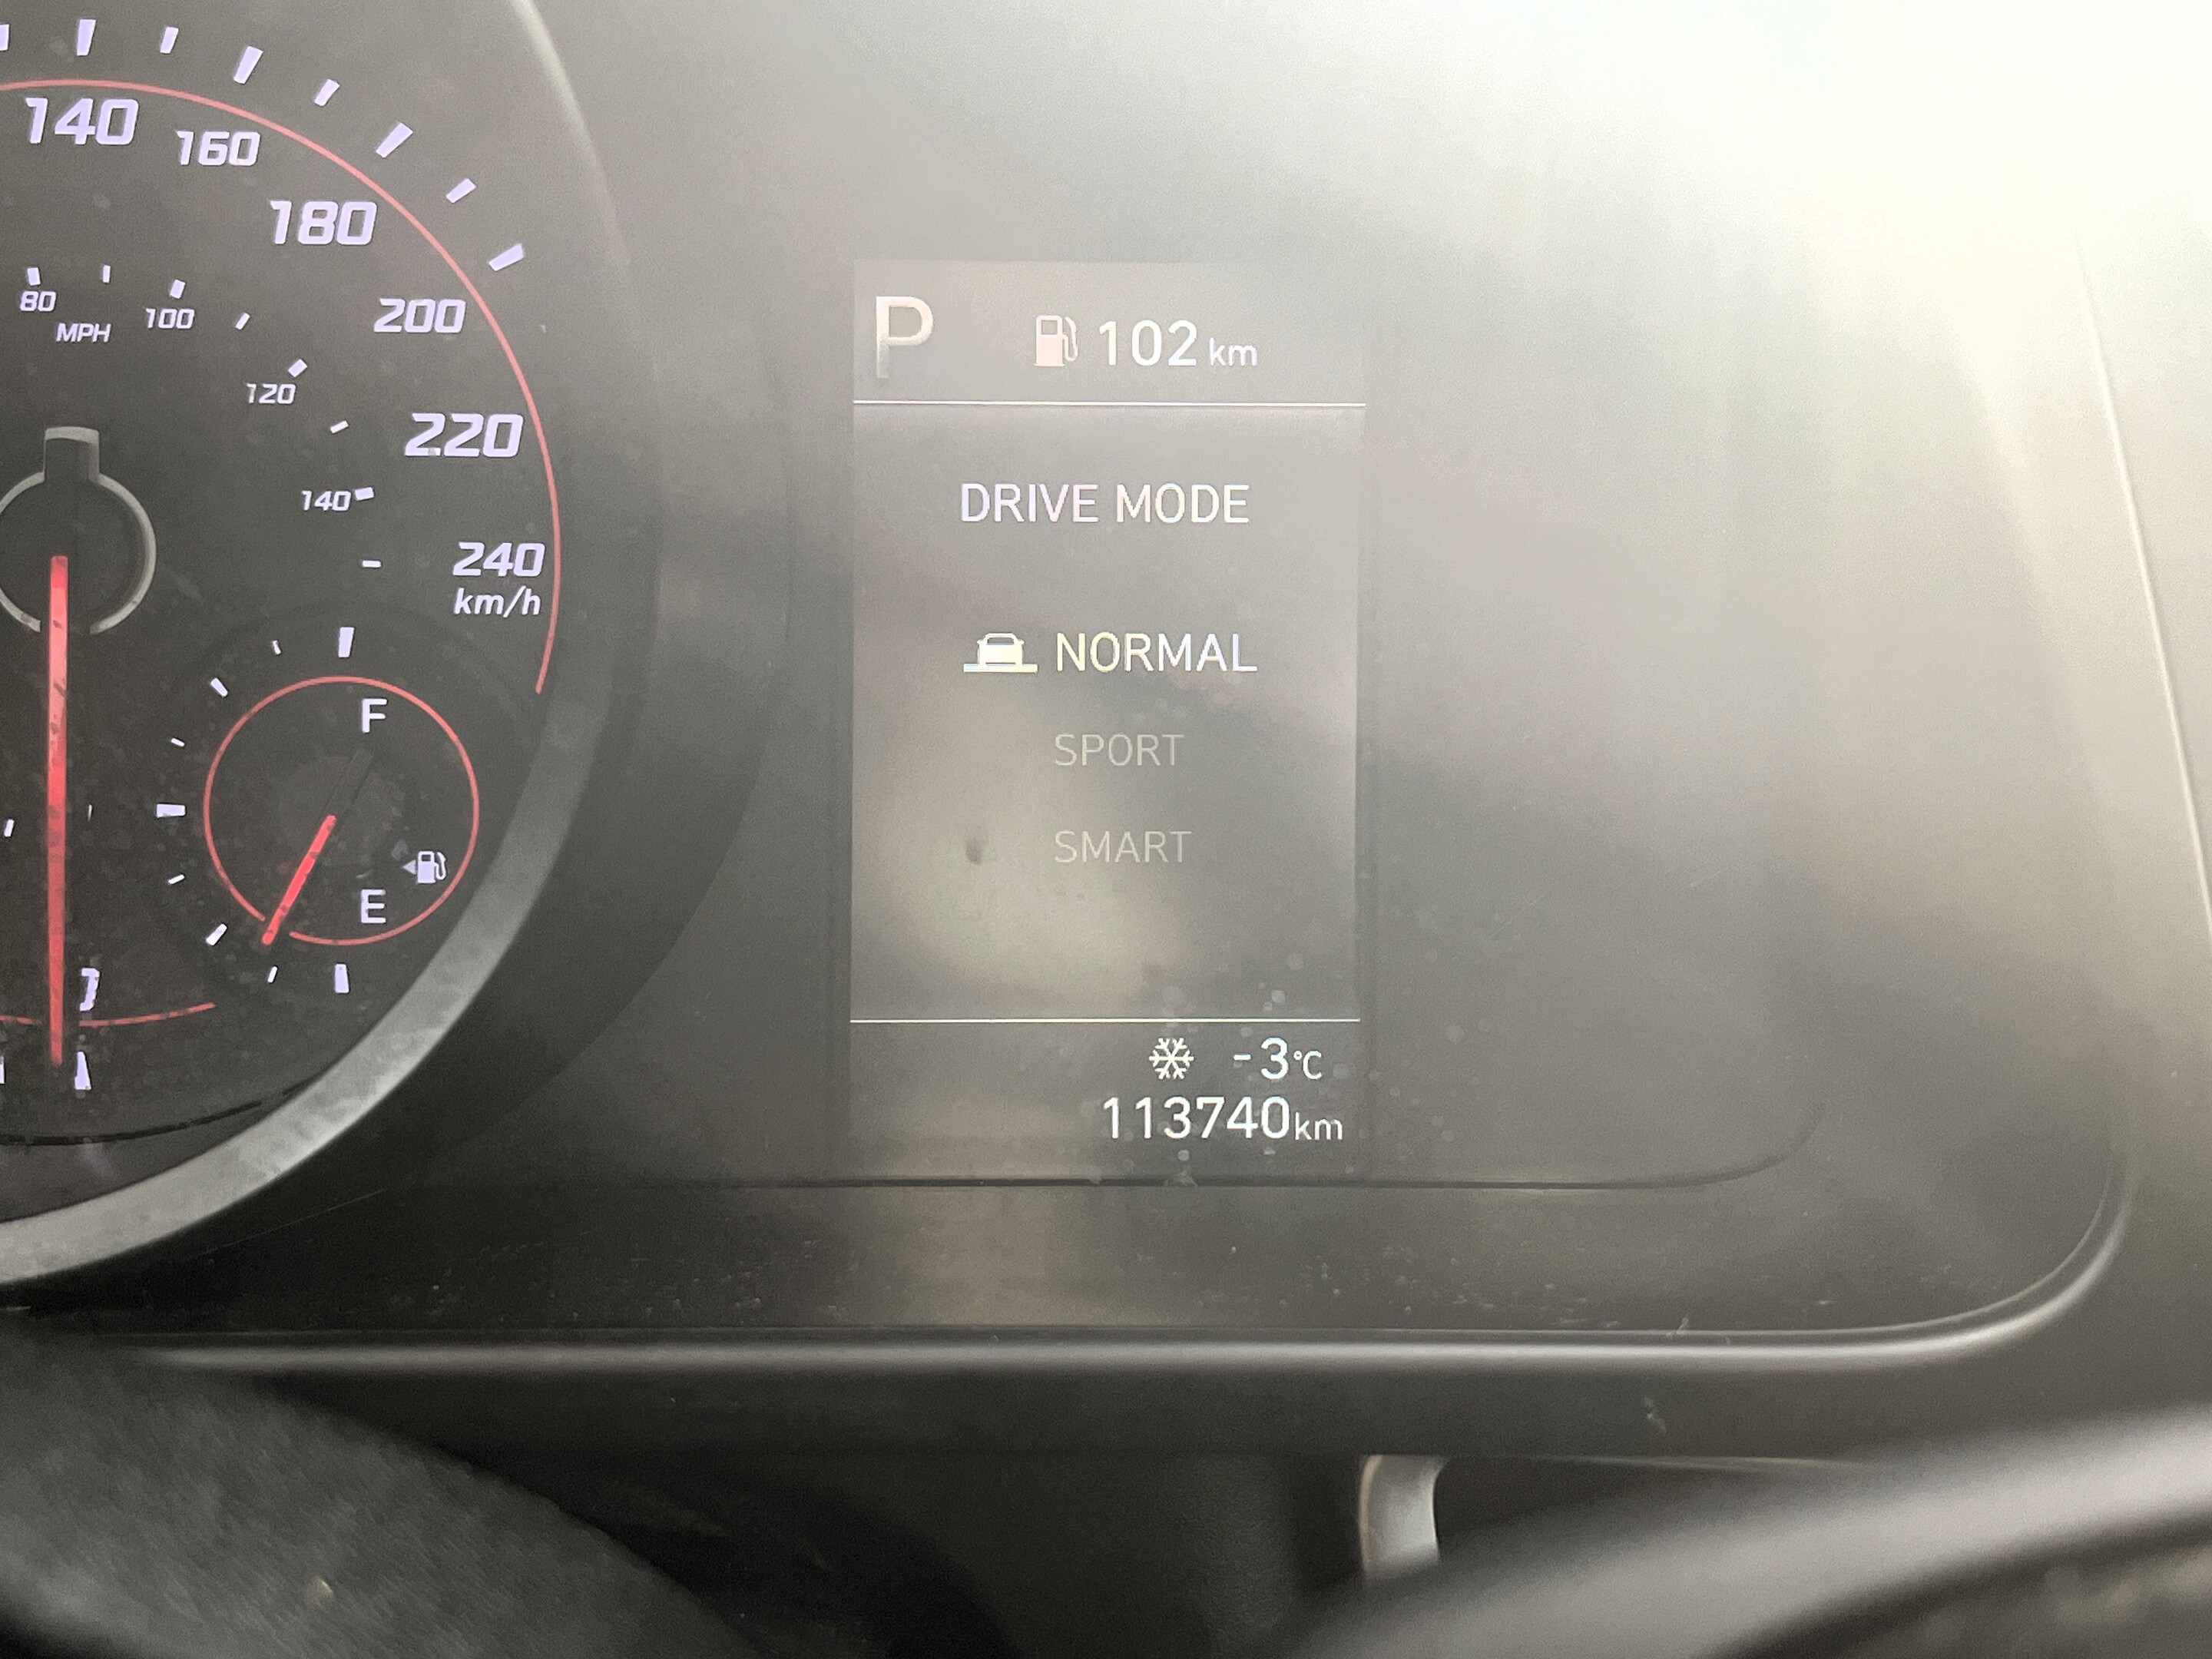 140
160
180
200
220
240
km/h
80
MPH
100
120
140
F
E
P 102 km
DRIVE MODE
NORMAL
SPORT
SMART
-3°C
113740km